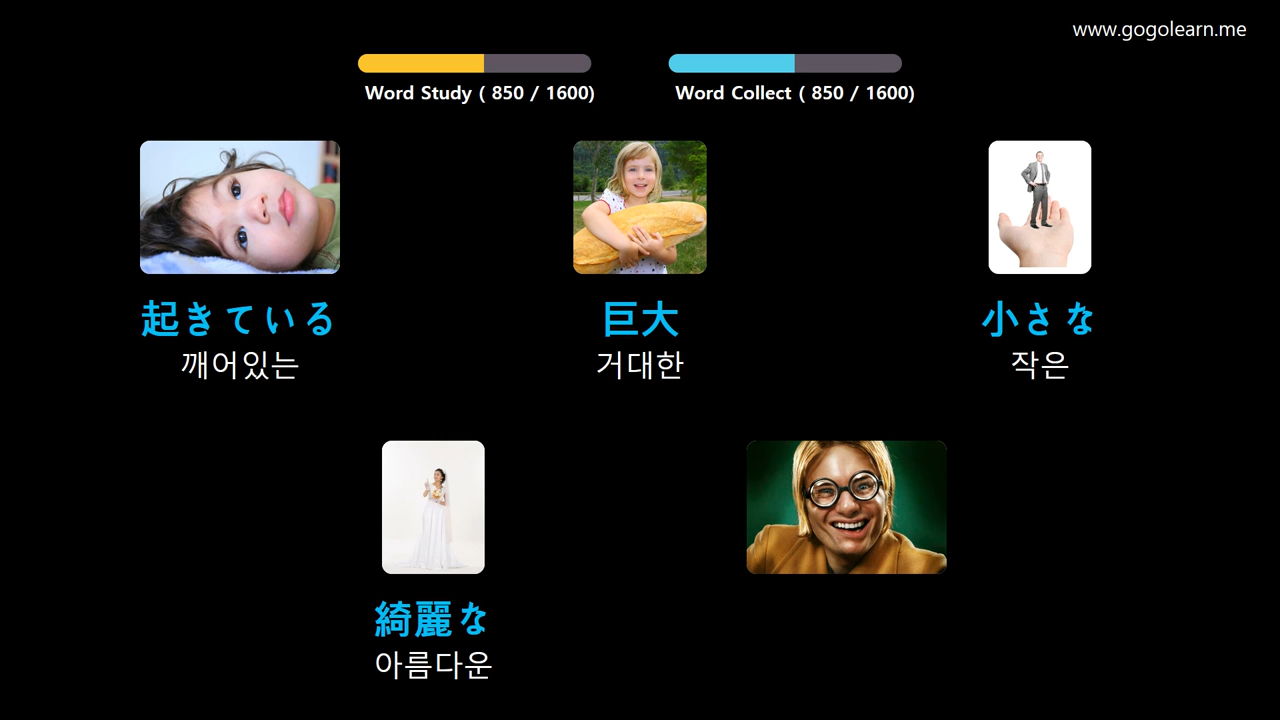 www.gogolearn.me
Word Study ( 850 / 1600)
Word Collect ( 850 / 1600)
起きている
깨어있는
巨大
거대한
小さな
작은
綺麗な
아름다운